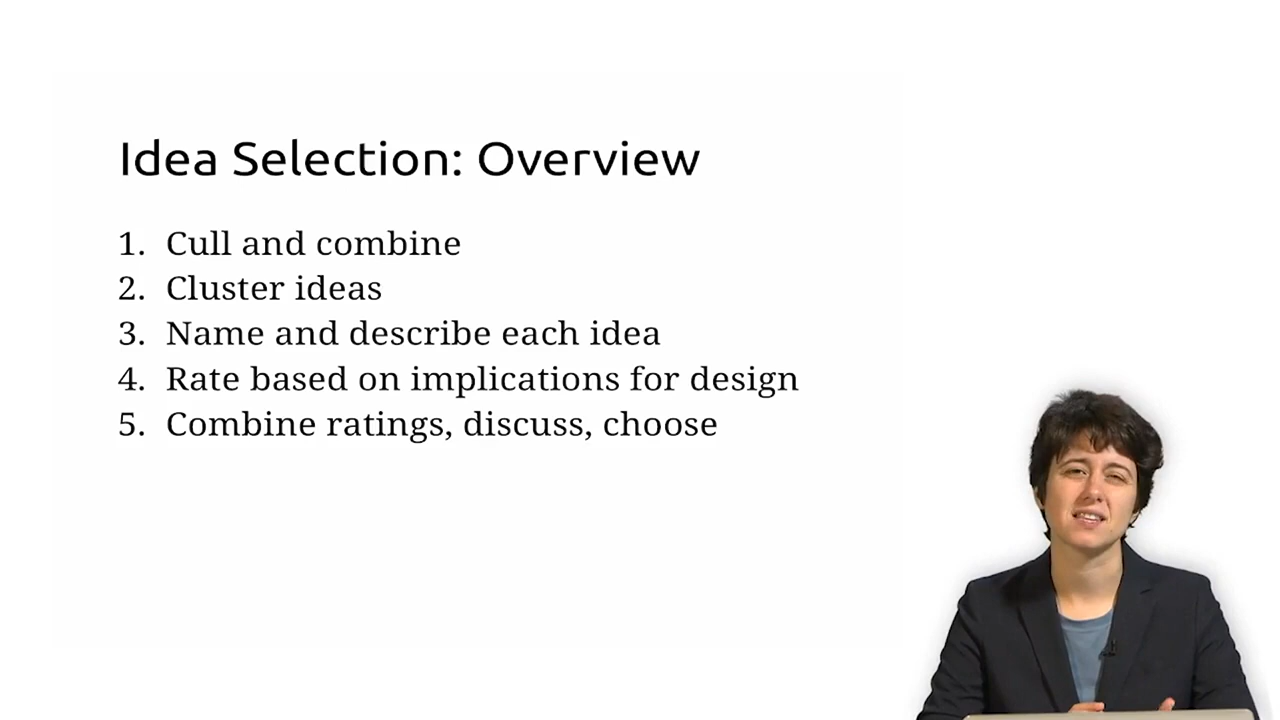 Idea Selection: Overview
1. Cull and combine
2. Cluster ideas
3. Name and describe each idea
4. Rate based on implications for design
5. Combine ratings, discuss, choose